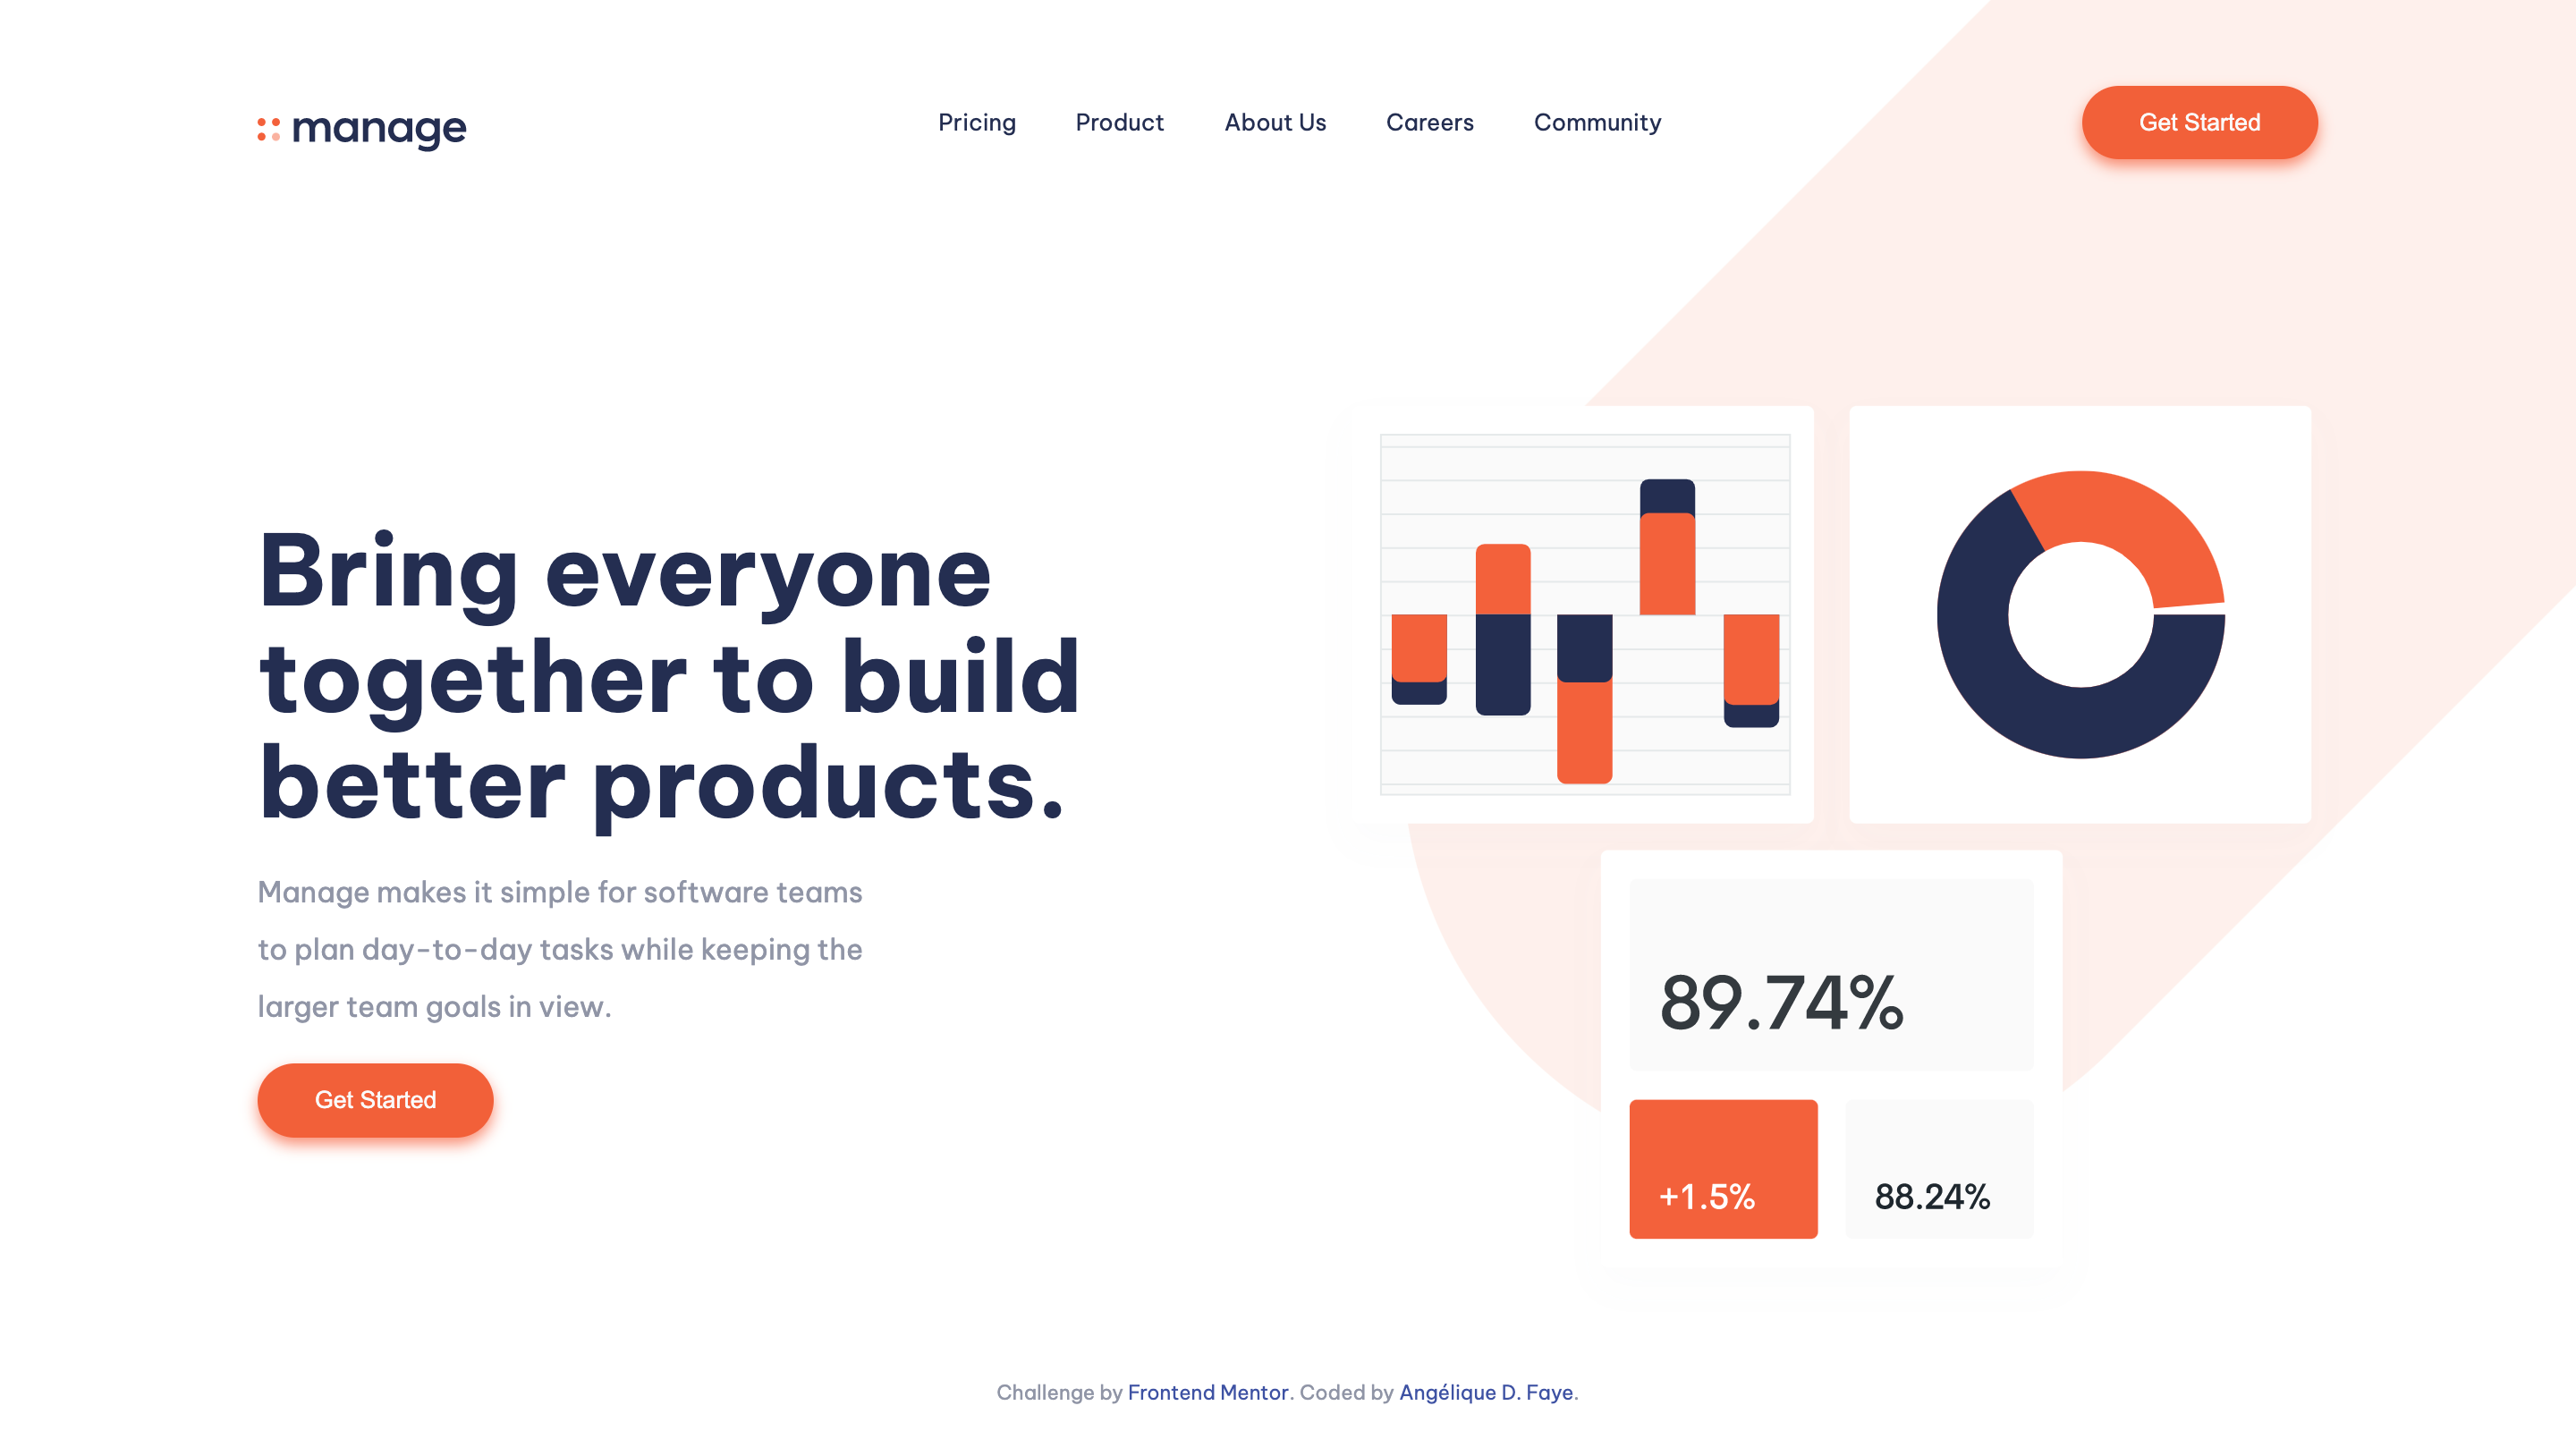 manage
Pricing Product About Us Careers Community
Get Started
Bring everyone
together to build
better products.
Manage makes it simple for software teams
to plan day-to-day tasks while keeping the
larger team goals in view.
Get Started
89.74%
+1.5% 88.24%
Challenge by Frontend Mentor. Coded by Angélique D. Faye.